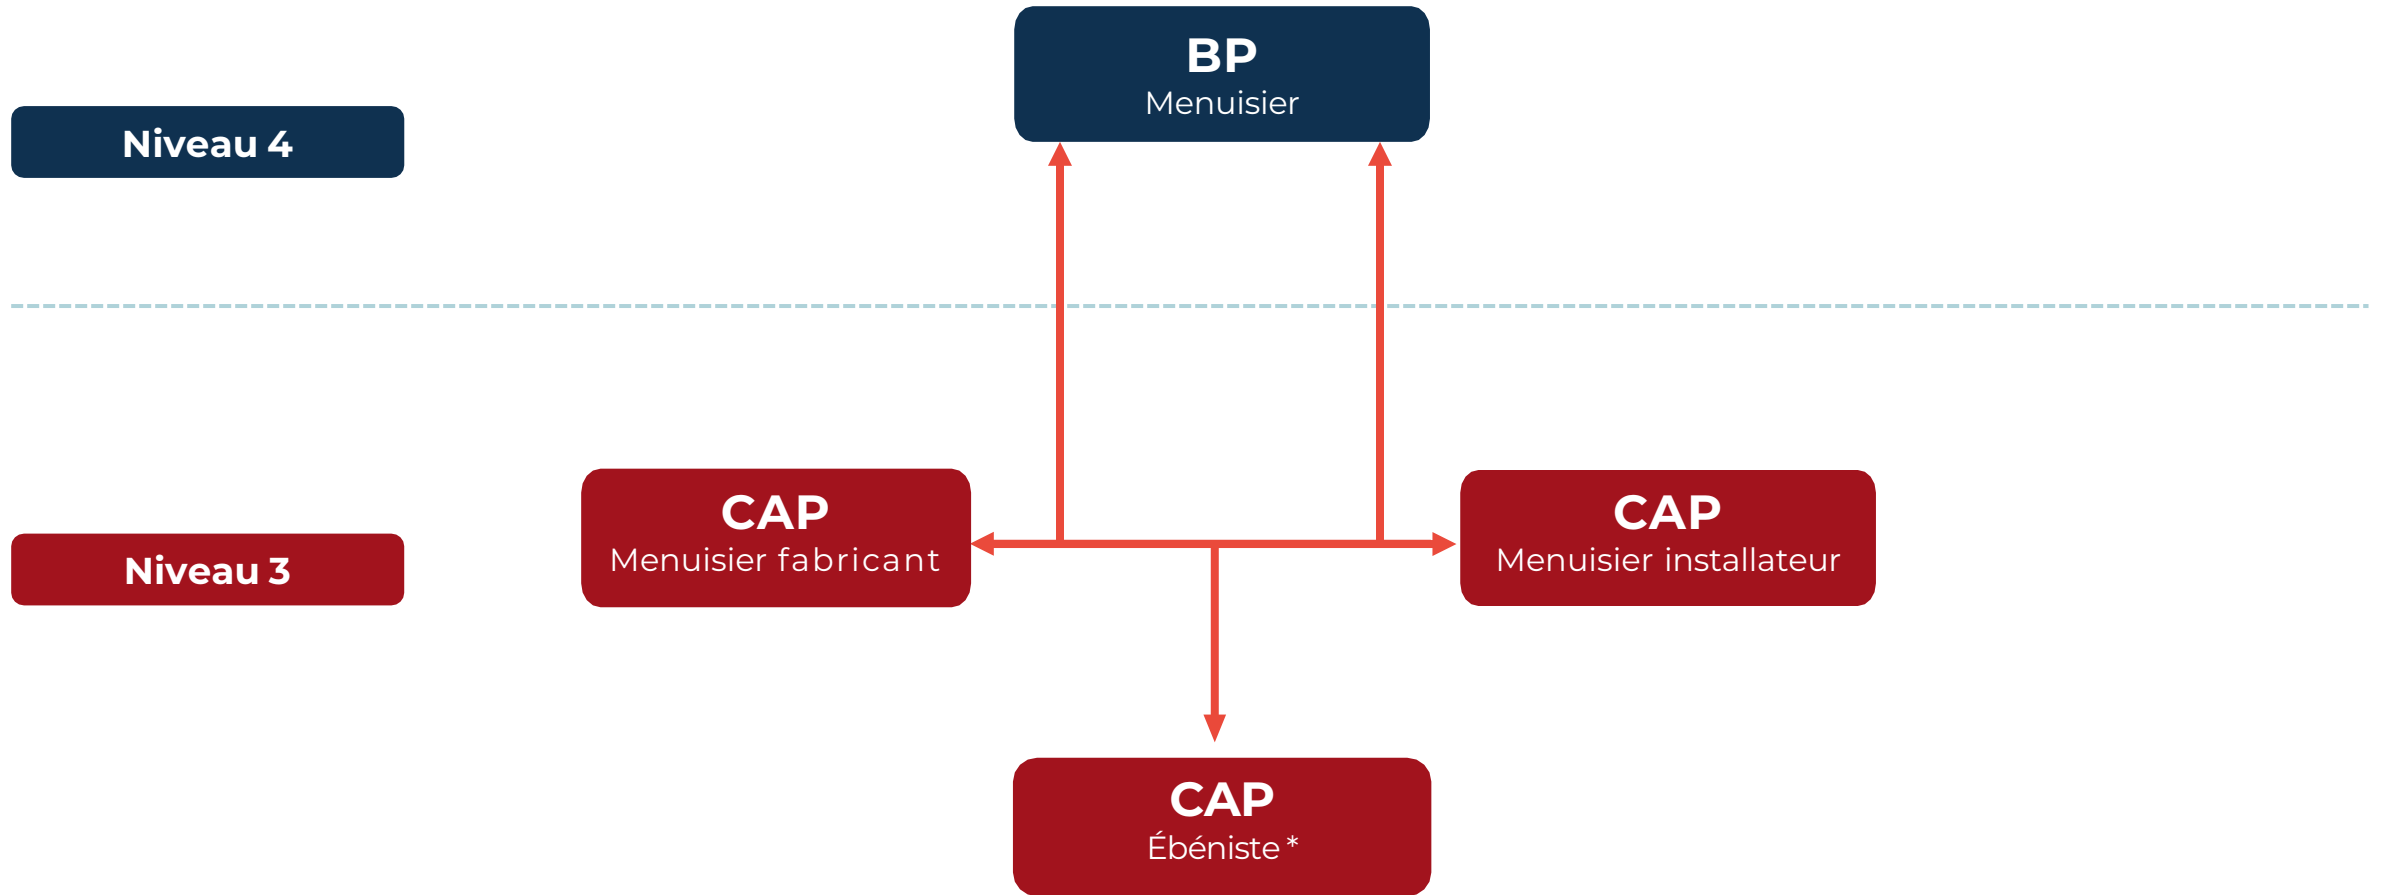 BP
Menuisier
Niveau 4
CAP
Menuisier fabricant
CAP
Menuisier installateur
Niveau 3
CAP
Ébéniste *